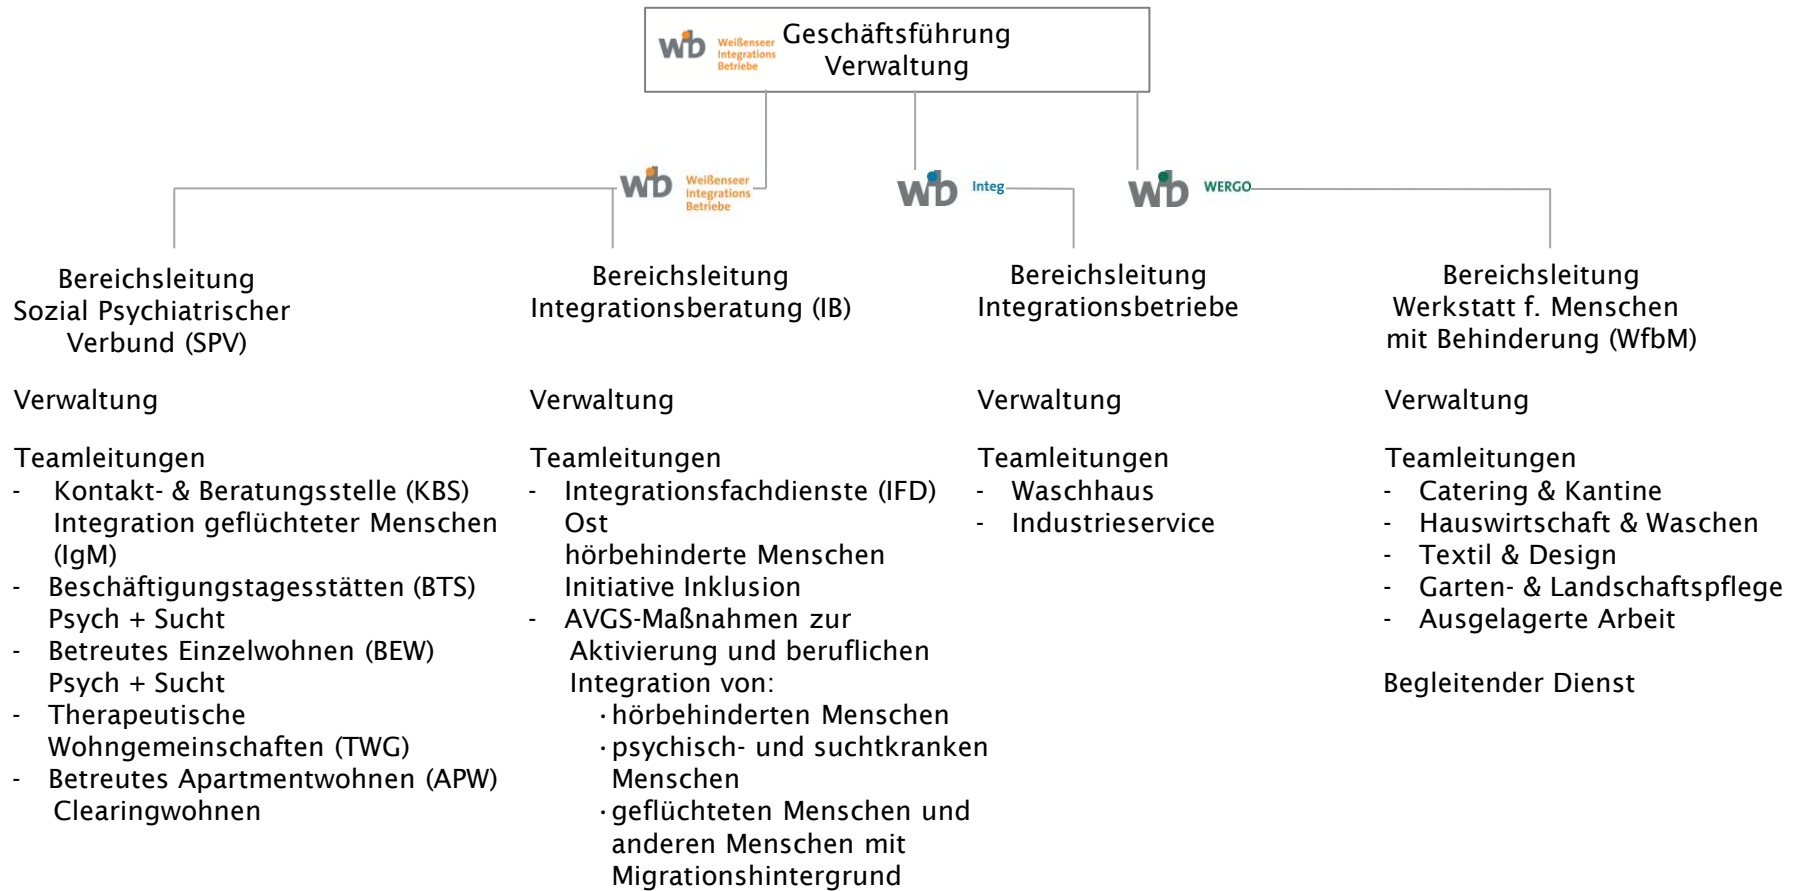 wib Weißenseer
Integrations
Betriebe
Geschäftsführung
Verwaltung
wib Weißenseer
Integrations
Betriebe
wib Integ
wib WERGO
Bereichsleitung
Sozial Psychiatrischer
Verbund (SPV)
Verwaltung
Teamleitungen
- Kontakt- & Beratungsstelle (KBS)
Integration geflüchteter Menschen
(IgM)
- Beschäftigungstagesstätten (BTS)
Psych + Sucht
- Betreutes Einzelwohnen (BEW)
Psych + Sucht
- Therapeutische
Wohngemeinschaften (TWG)
- Betreutes Apartmentwohnen (APW)
Clearingwohnen
Bereichsleitung
Integrationsberatung (IB)
Verwaltung
Teamleitungen
- Integrationsfachdienste (IFD)
Ost
hörbehinderte Menschen
Initiative Inklusion
- AVGS-Maßnahmen zur
Aktivierung und beruflichen
Integration von:
· hörbehinderten Menschen
· psychisch- und suchtkranken
Menschen
· geflüchteten Menschen und
anderen Menschen mit
Migrationshintergrund
Bereichsleitung
Integrationsbetriebe
Verwaltung
Teamleitungen
- Waschhaus
- Industrieservice
Bereichsleitung
Werkstatt f. Menschen
mit Behinderung (WfbM)
Verwaltung
Teamleitungen
- Catering & Kantine
- Hauswirtschaft & Waschen
- Textil & Design
- Garten- & Landschaftspflege
- Ausgelagerte Arbeit
Begleitender Dienst